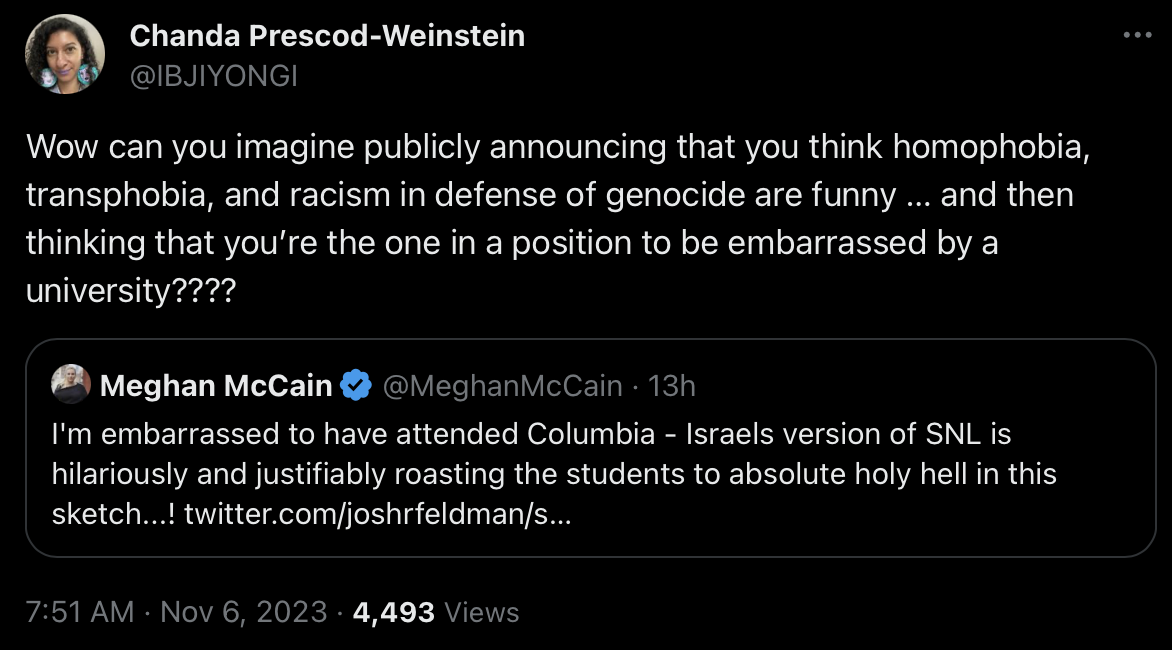 Chanda Prescod-Weinstein
@IBJIYONGI
Wow can you imagine publicly announcing that you think homophobia,
transphobia, and racism in defense of genocide are funny ... and then
thinking that you’re the one in a position to be embarrassed by a
university????
Meghan McCain @MeghanMcCain · 13h
I'm embarrassed to have attended Columbia - Israels version of SNL is
hilariously and justifiably roasting the students to absolute holy hell in this
sketch...! twitter.com/joshrfeldman/s...
7:51 AM · Nov 6, 2023 · 4,493 Views